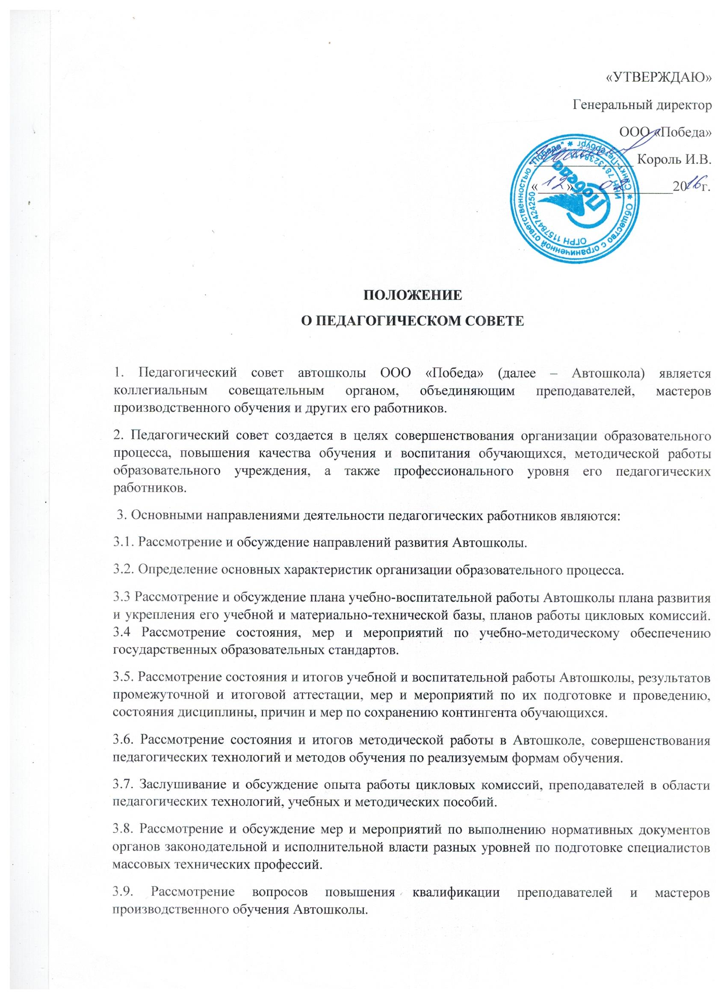 «УТВЕРЖДАЮ»
Генеральный директор
ООО «Победа»
Король И.В.
«12» 02 2016 г.
Общество с ограниченной ответственностью "Победа" * Санкт-Петербург *
ОГРН 1157847424250
ИНН
Победа
ПОЛОЖЕНИЕ
О ПЕДАГОГИЧЕСКОМ СОВЕТЕ
1. Педагогический совет автошколы ООО «Победа» (далее – Автошкола) является
коллегиальным совещательным органом, объединяющим преподавателей, мастеров
производственного обучения и других его работников.
2. Педагогический совет создается в целях совершенствования организации образовательного
процесса, повышения качества обучения и воспитания обучающихся, методической работы
образовательного учреждения, а также профессионального уровня его педагогических
работников.
3. Основными направлениями деятельности педагогических работников являются:
3.1. Рассмотрение и обсуждение направлений развития Автошколы.
3.2. Определение основных характеристик организации образовательного процесса.
3.3 Рассмотрение и обсуждение плана учебно-воспитательной работы Автошколы плана развития
и укрепления его учебной и материально-технической базы, планов работы цикловых комиссий.
3.4 Рассмотрение состояния, мер и мероприятий по учебно-методическому обеспечению
государственных образовательных стандартов.
3.5. Рассмотрение состояния и итогов учебной и воспитательной работы Автошколы, результатов
промежуточной и итоговой аттестации, мер и мероприятий по их подготовке и проведению,
состояния дисциплины, причин и мер по сохранению контингента обучающихся.
3.6. Рассмотрение состояния и итогов методической работы в Автошколе, совершенствования
педагогических технологий и методов обучения по реализуемым формам обучения.
3.7. Заслушивание и обсуждение опыта работы цикловых комиссий, преподавателей в области
педагогических технологий, учебных и методических пособий.
3.8. Рассмотрение и обсуждение мер и мероприятий по выполнению нормативных документов
органов законодательной и исполнительной власти разных уровней по подготовке специалистов
массовых технических профессий.
3.9. Рассмотрение вопросов повышения квалификации преподавателей и мастеров
производственного обучения Автошколы.